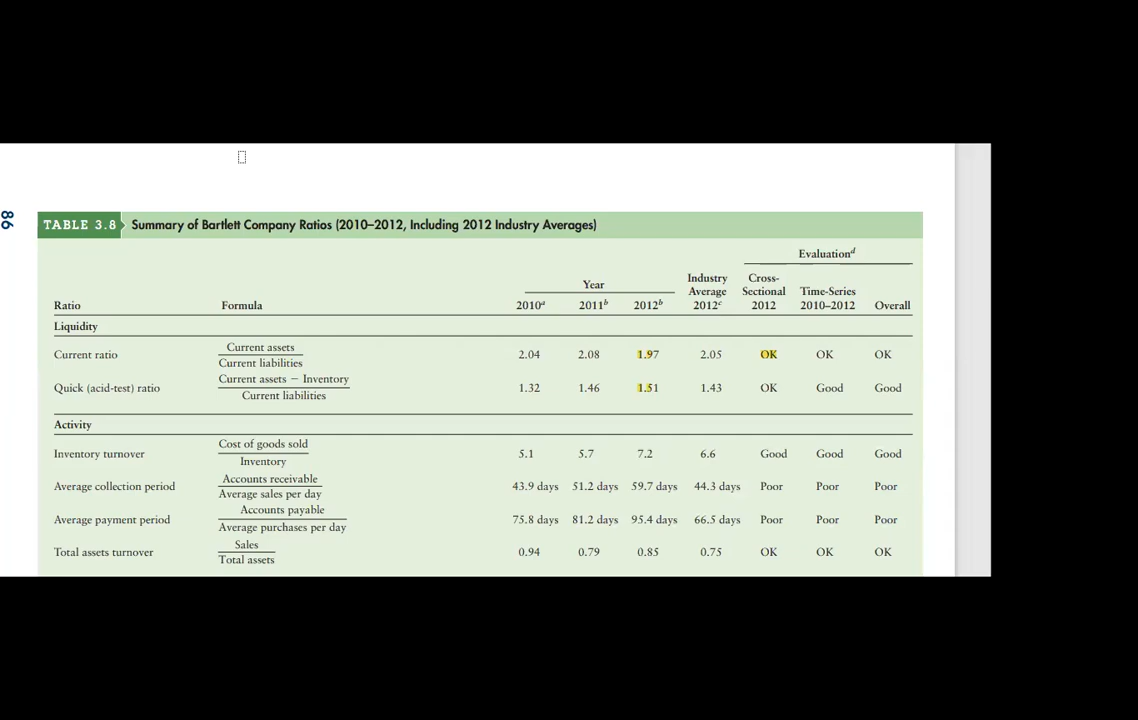 86
TABLE 3.8 Summary of Bartlett Company Ratios (2010–2012, Including 2012 Industry Averages)
Evaluationd
Year Industry Average 2012c Cross-Sectional 2012 Time-Series 2010–2012 Overall
Ratio Formula 2010a 2011b 2012b
Liquidity
Current ratio Current assets / Current liabilities 2.04 2.08 1.97 2.05 OK OK OK
Quick (acid-test) ratio Current assets − Inventory / Current liabilities 1.32 1.46 1.51 1.43 OK Good Good
Activity
Inventory turnover Cost of goods sold / Inventory 5.1 5.7 7.2 6.6 Good Good Good
Average collection period Accounts receivable / Average sales per day 43.9 days 51.2 days 59.7 days 44.3 days Poor Poor Poor
Average payment period Accounts payable / Average purchases per day 75.8 days 81.2 days 95.4 days 66.5 days Poor Poor Poor
Total assets turnover Sales / Total assets 0.94 0.79 0.85 0.75 OK OK OK